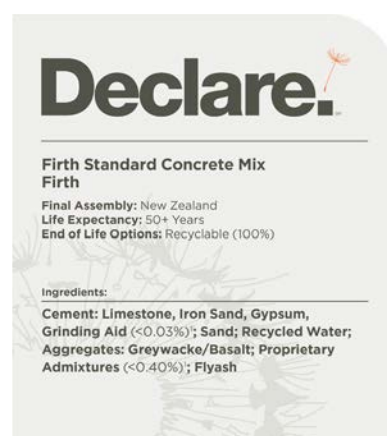 Declare.
Firth Standard Concrete Mix
Firth
Final Assembly: New Zealand
Life Expectancy: 50+ Years
End of Life Options: Recyclable (100%)
Ingredients:
Cement: Limestone, Iron Sand, Gypsum,
Grinding Aid (<0.03%)¹; Sand; Recycled Water;
Aggregates: Greywacke/Basalt; Proprietary
Admixtures (<0.40%)¹; Flyash